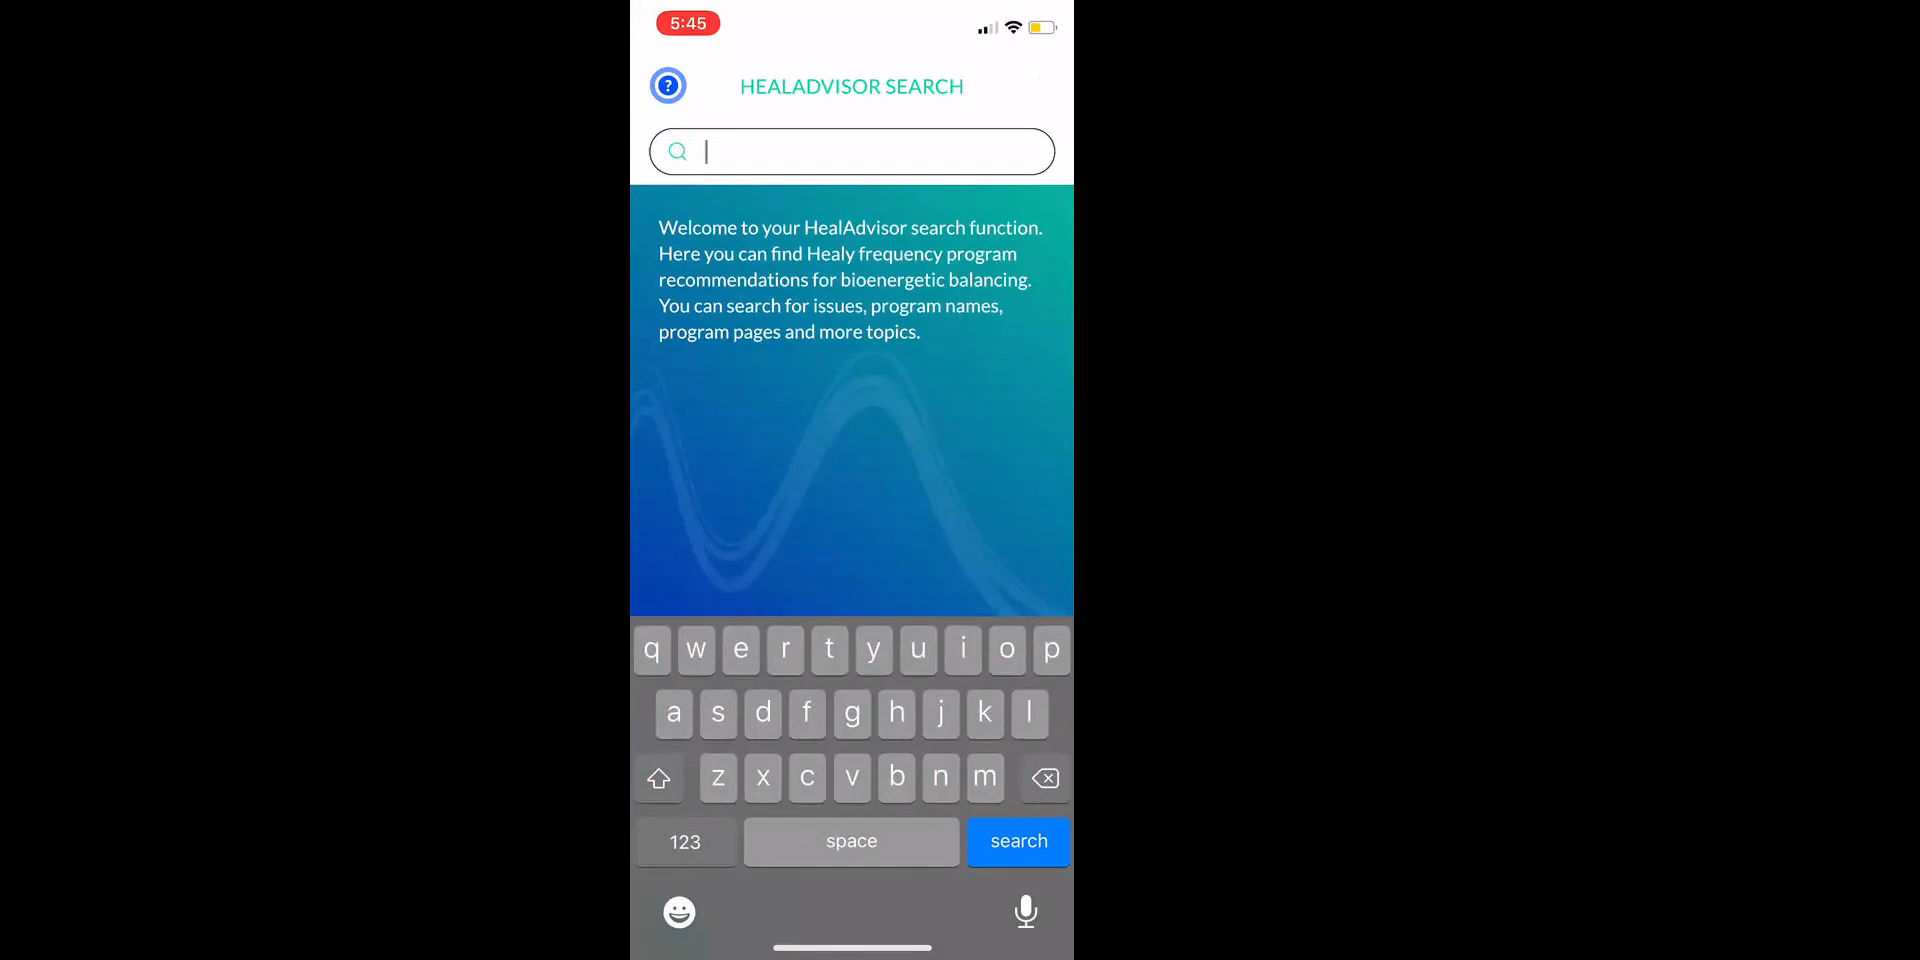 5:45
?
HEALADVISOR SEARCH
Welcome to your HealAdvisor search function.
Here you can find Healy frequency program
recommendations for bioenergetic balancing.
You can search for issues, program names,
program pages and more topics.
q w e r t y u i o p
a s d f g h j k l
z x c v b n m
123 space search